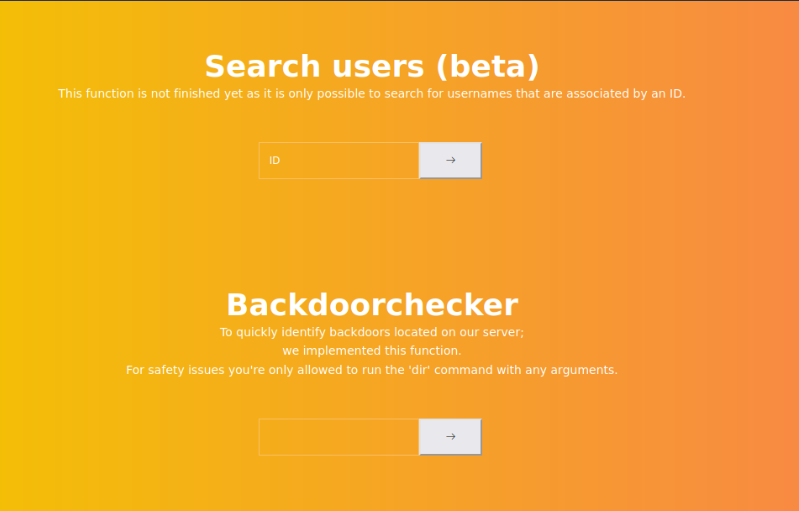 Search users (beta)
This function is not finished yet as it is only possible to search for usernames that are associated by an ID.
ID
→
Backdoorchecker
To quickly identify backdoors located on our server;
we implemented this function.
For safety issues you're only allowed to run the 'dir' command with any arguments.
→